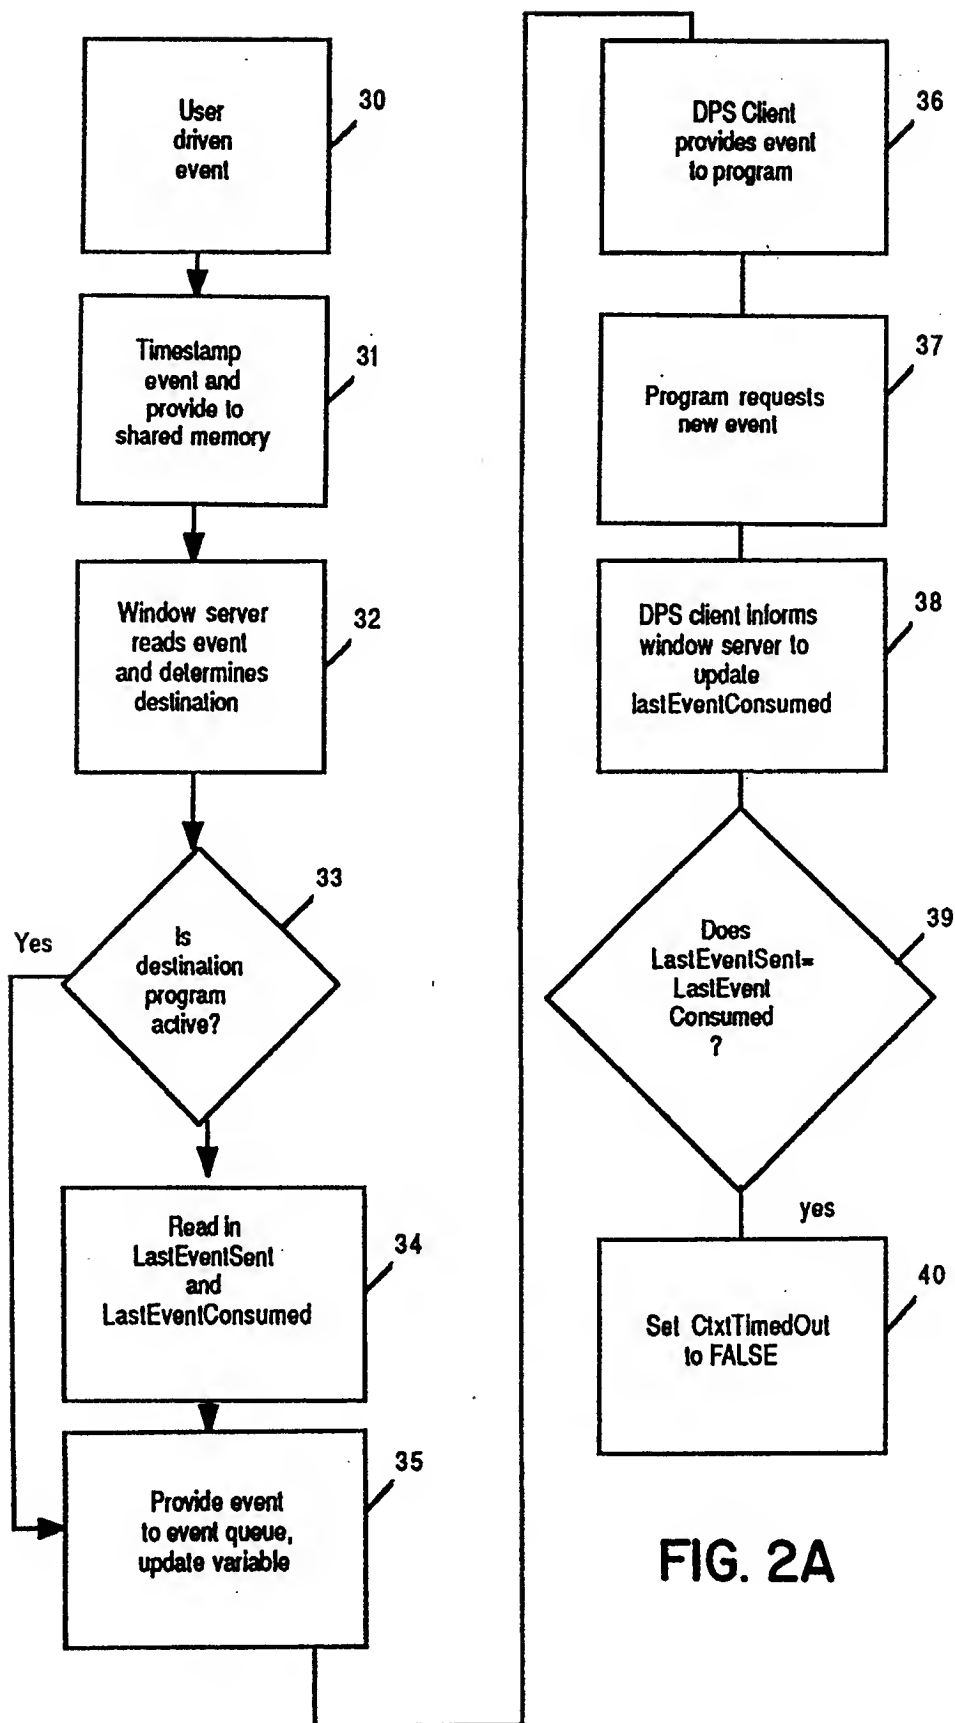 User
driven
event
30
Timestamp
event and
provide to
shared memory
31
Window server
reads event
and determines
destination
32
Is
destination
program
active?
33
Yes
Read in
LastEventSent
and
LastEventConsumed
34
Provide event
to event queue,
update variable
35
DPS Client
provides event
to program
36
Program requests
new event
37
DPS client informs
window server to
update
lastEventConsumed
38
Does
LastEventSent=
LastEvent
Consumed
?
39
yes
Set CtxtTimedOut
to FALSE
40
FIG. 2A